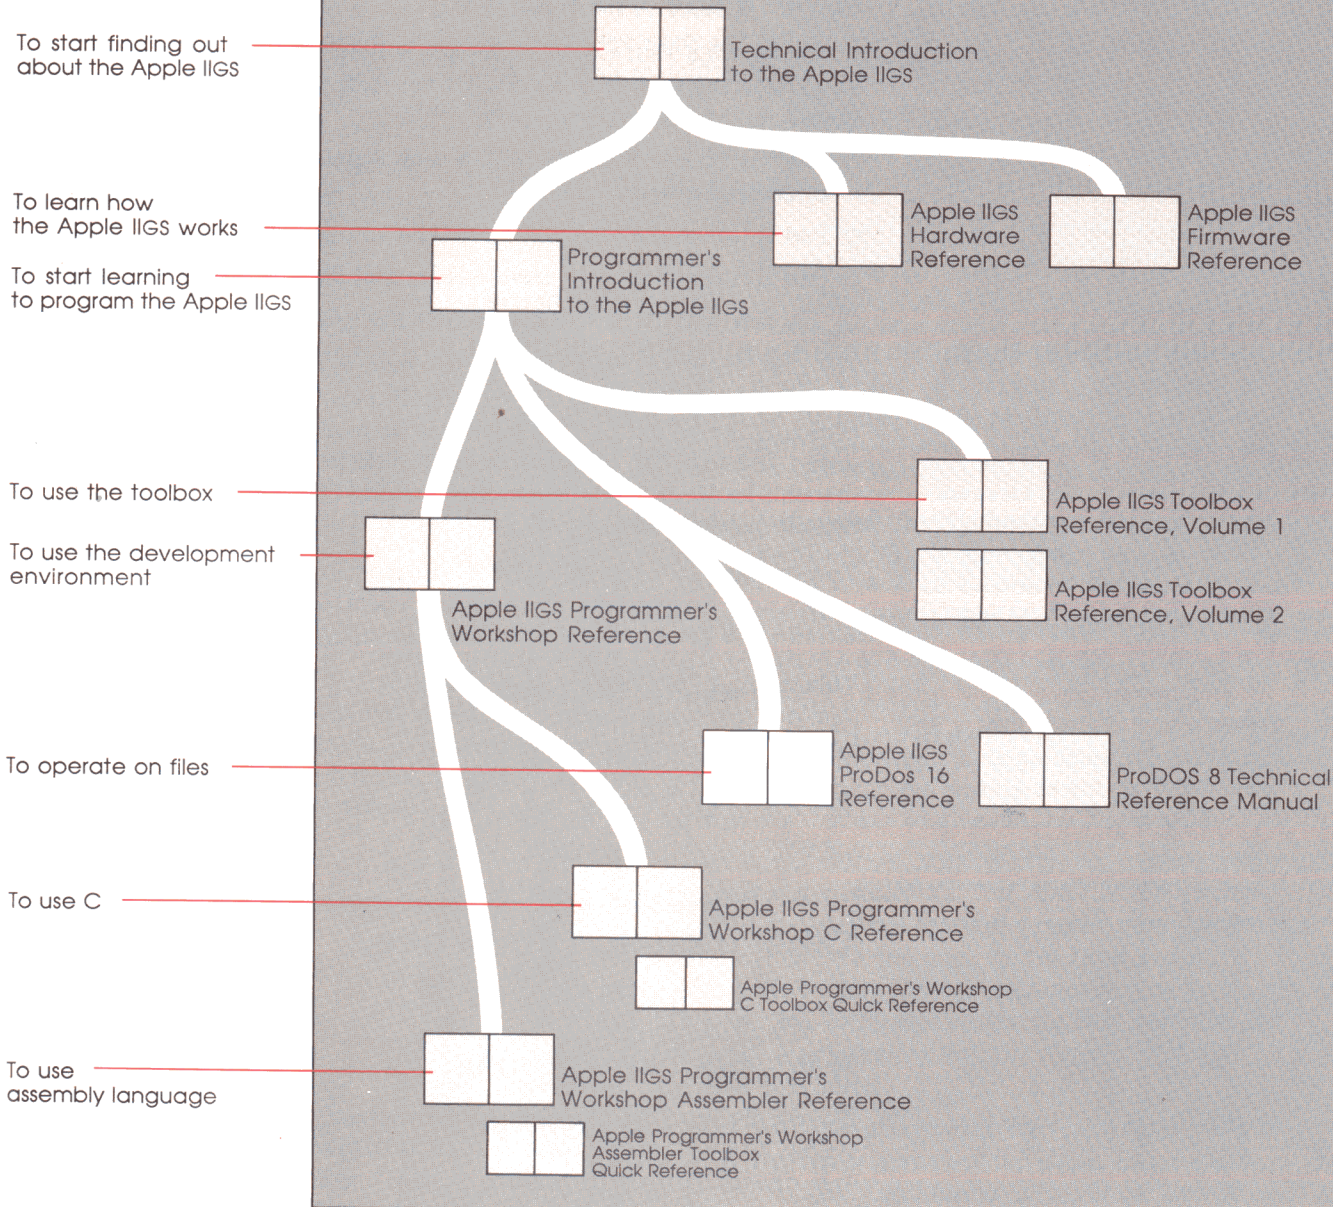 To start finding out
about the Apple IIGS
Technical Introduction
to the Apple IIGS
To learn how
the Apple IIGS works
Apple IIGS
Hardware
Reference
Apple IIGS
Firmware
Reference
To start learning
to program the Apple IIGS
Programmer's
Introduction
to the Apple IIGS
To use the toolbox
Apple IIGS Toolbox
Reference, Volume 1
To use the development
environment
Apple IIGS Toolbox
Reference, Volume 2
Apple IIGS Programmer's
Workshop Reference
To operate on files
Apple IIGS
ProDos 16
Reference
ProDOS 8 Technical
Reference Manual
To use C
Apple IIGS Programmer's
Workshop C Reference
Apple Programmer's Workshop
C Toolbox Quick Reference
To use
assembly language
Apple IIGS Programmer's
Workshop Assembler Reference
Apple Programmer's Workshop
Assembler Toolbox
Quick Reference